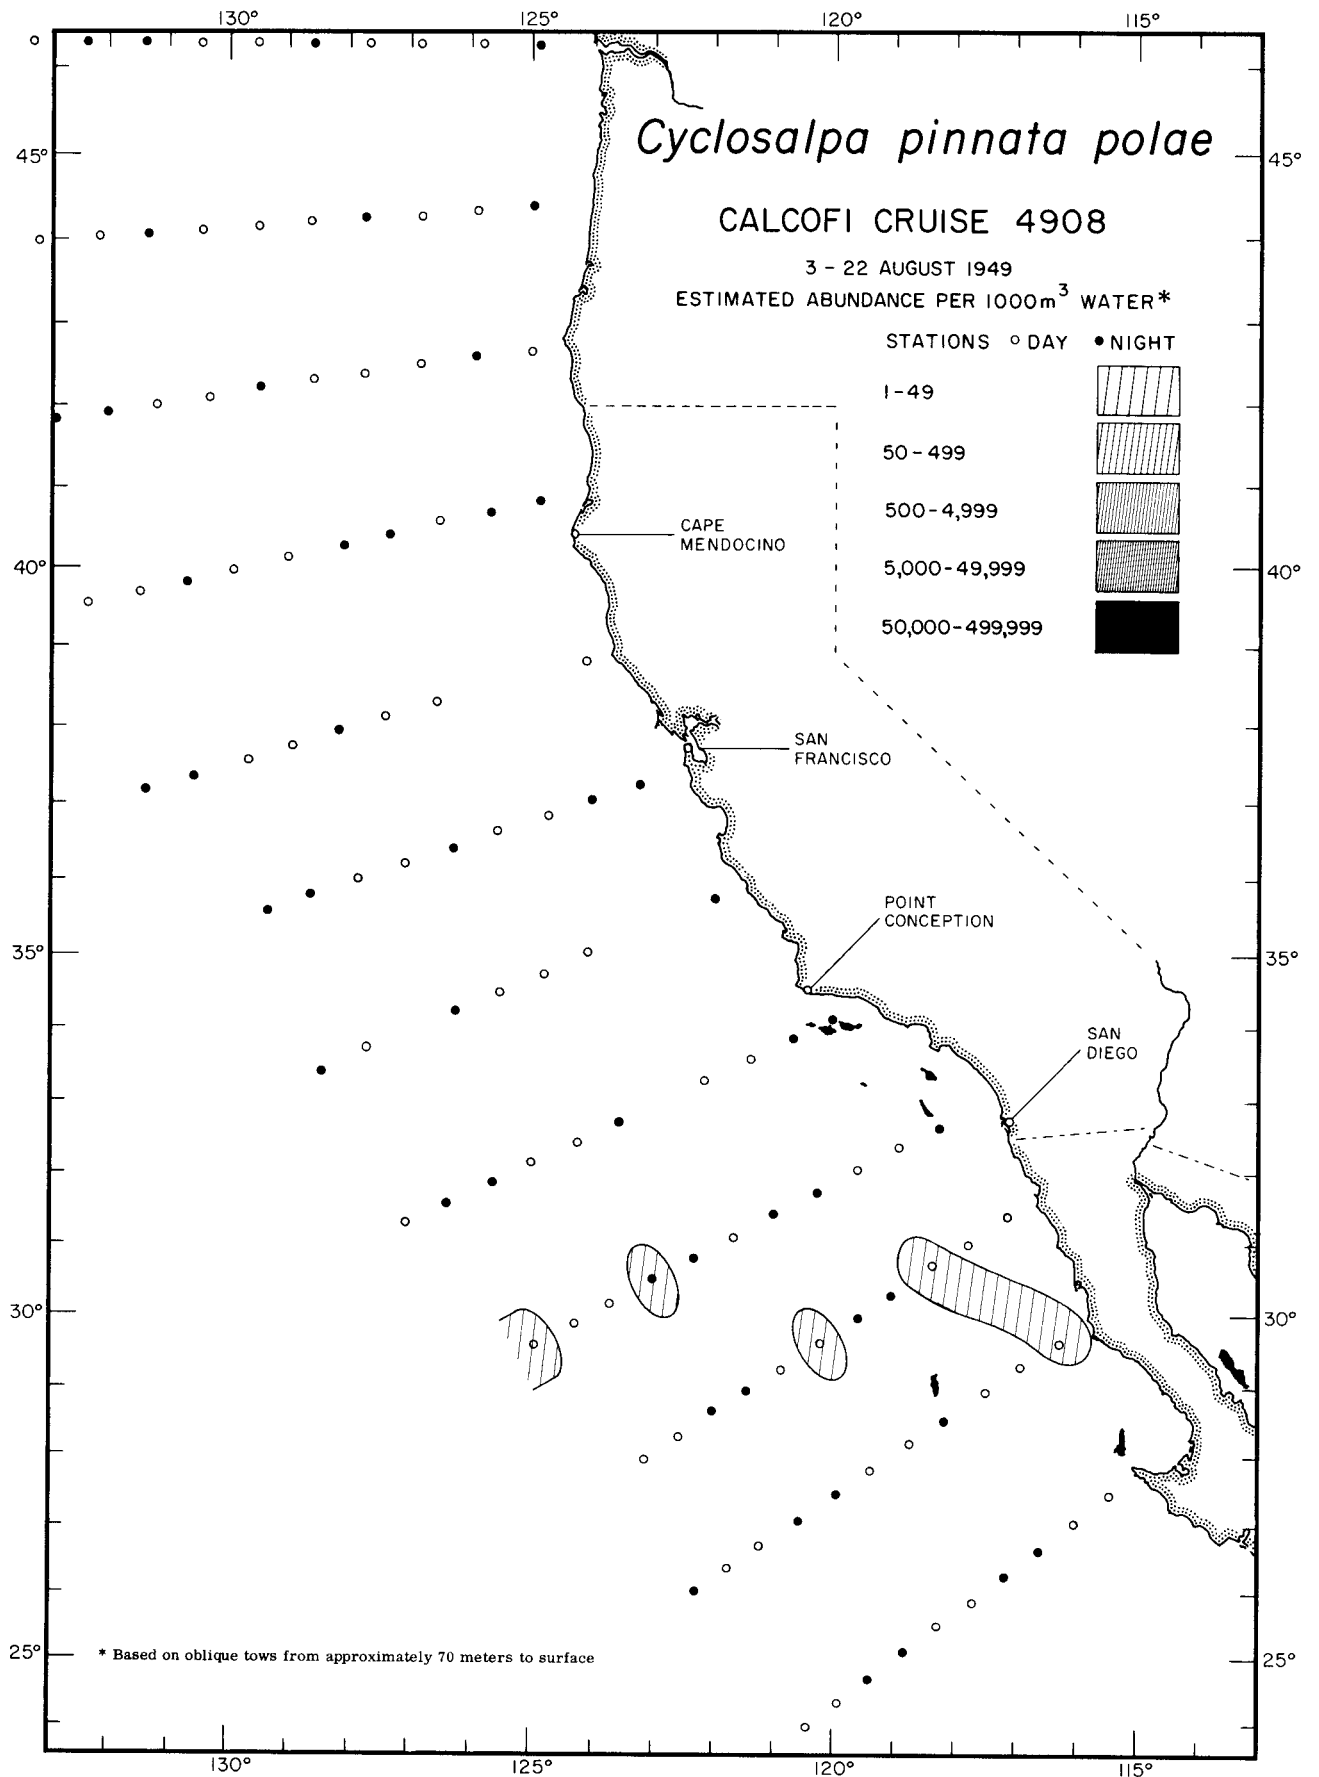 130° 125° 120° 115°
45° 45°
Cyclosalpa pinnata polae
CALCOFI CRUISE 4908
3 – 22 AUGUST 1949
ESTIMATED ABUNDANCE PER 1000m³ WATER*
STATIONS ○ DAY ● NIGHT
1-49
50-499
500-4,999
5,000-49,999
50,000-499,999
CAPE
MENDOCINO
40° 40°
SAN
FRANCISCO
POINT
CONCEPTION
35° 35°
SAN
DIEGO
30° 30°
25° 25°
* Based on oblique tows from approximately 70 meters to surface
130° 125° 120° 115°